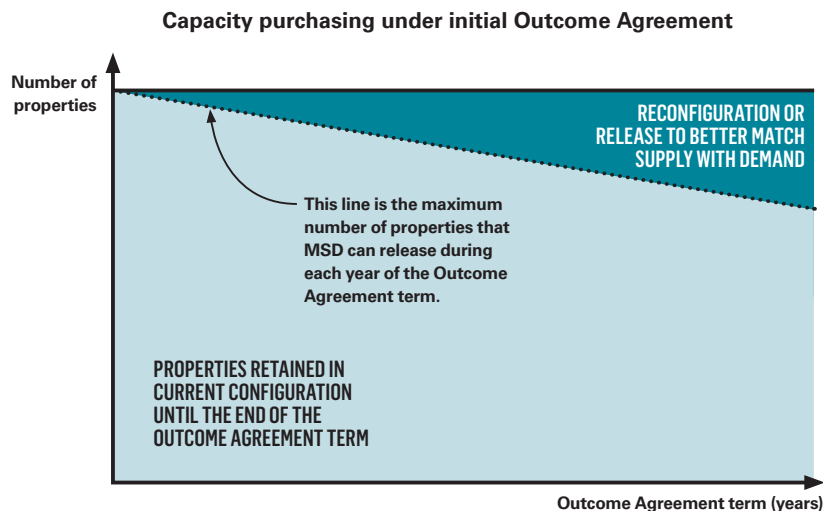 Capacity purchasing under initial Outcome Agreement
Number of
properties
RECONFIGURATION OR
RELEASE TO BETTER MATCH
SUPPLY WITH DEMAND
This line is the maximum
number of properties that
MSD can release during
each year of the Outcome
Agreement term.
PROPERTIES RETAINED IN
CURRENT CONFIGURATION
UNTIL THE END OF THE
OUTCOME AGREEMENT TERM
Outcome Agreement term (years)